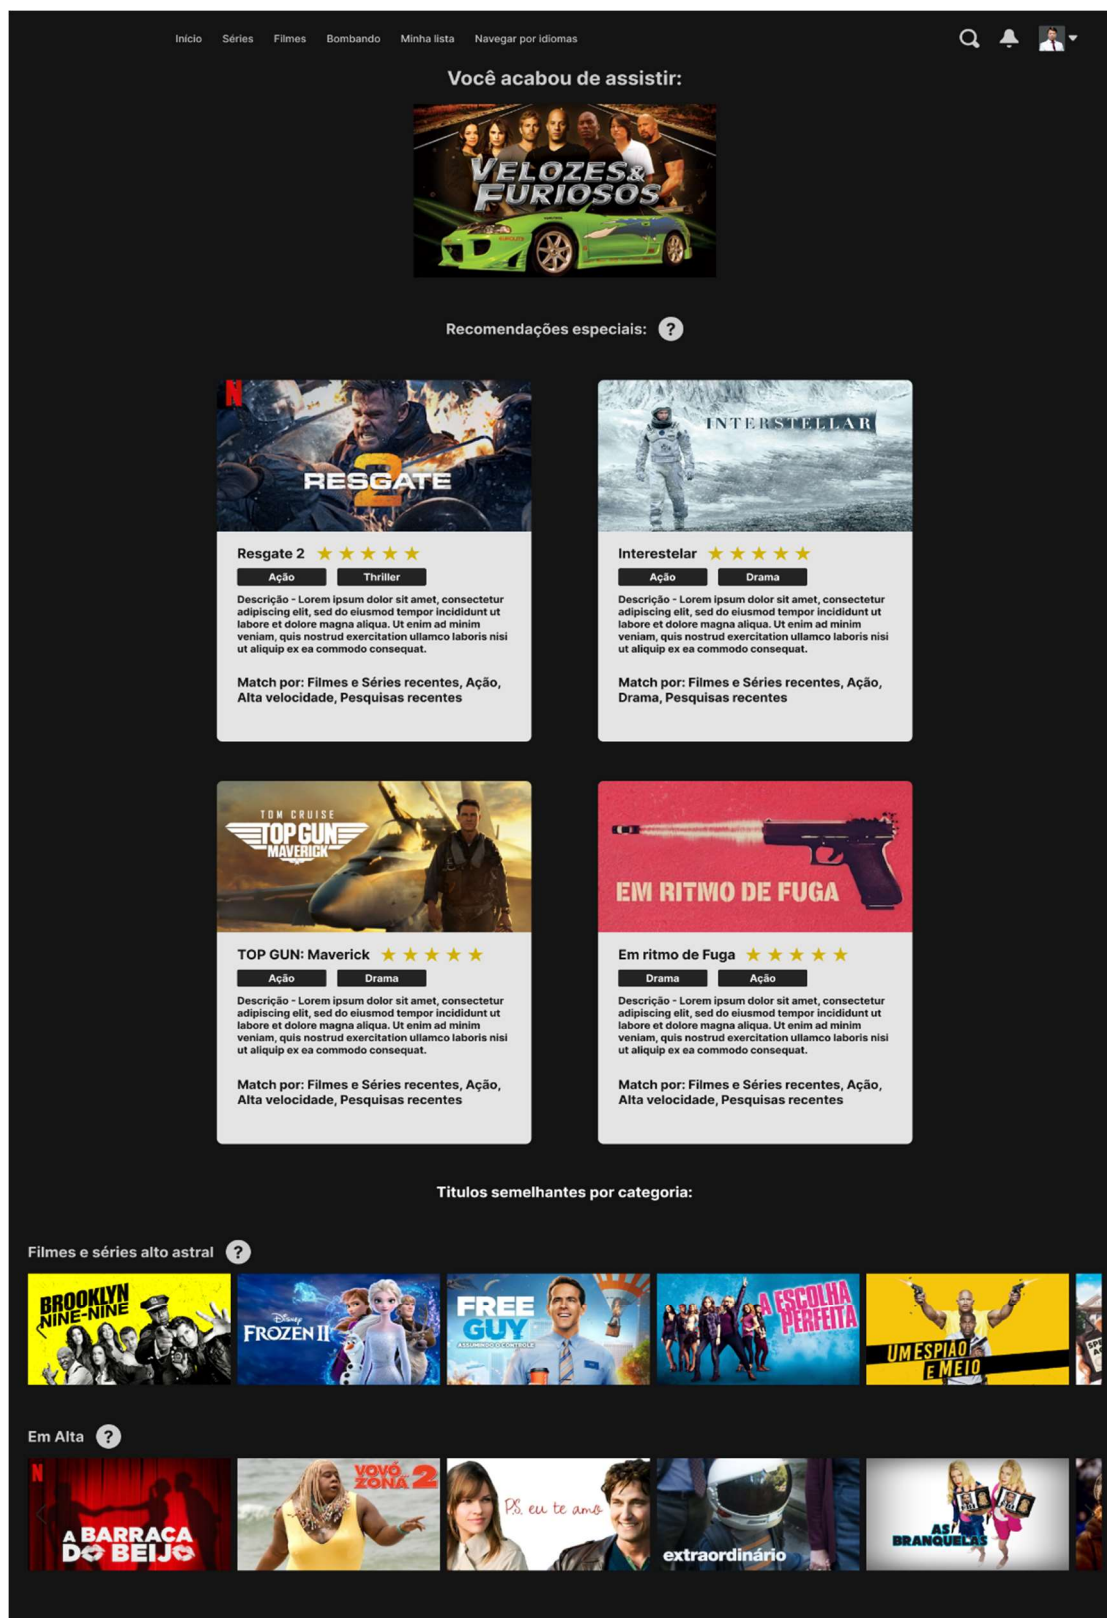 Início Séries Filmes Bombando Minha lista Navegar por idiomas
Você acabou de assistir:
VELOZES &
FURIOSOS
Recomendações especiais: ?
N
RESGATE
2
INTERSTELLAR
Resgate 2
Ação Thriller
Descrição - Lorem ipsum dolor sit amet, consectetur
adipiscing elit, sed do eiusmod tempor incididunt ut
labore et dolore magna aliqua. Ut enim ad minim
veniam, quis nostrud exercitation ullamco laboris nisi
ut aliquip ex ea commodo consequat.
Match por: Filmes e Séries recentes, Ação,
Alta velocidade, Pesquisas recentes
Interestelar
Ação Drama
Descrição - Lorem ipsum dolor sit amet, consectetur
adipiscing elit, sed do eiusmod tempor incididunt ut
labore et dolore magna aliqua. Ut enim ad minim
veniam, quis nostrud exercitation ullamco laboris nisi
ut aliquip ex ea commodo consequat.
Match por: Filmes e Séries recentes, Ação,
Drama, Pesquisas recentes
TOM CRUISE
TOP GUN
MAVERICK
EM RITMO DE FUGA
TOP GUN: Maverick
Ação Drama
Descrição - Lorem ipsum dolor sit amet, consectetur
adipiscing elit, sed do eiusmod tempor incididunt ut
labore et dolore magna aliqua. Ut enim ad minim
veniam, quis nostrud exercitation ullamco laboris nisi
ut aliquip ex ea commodo consequat.
Match por: Filmes e Séries recentes, Ação,
Alta velocidade, Pesquisas recentes
Em ritmo de Fuga
Drama Ação
Descrição - Lorem ipsum dolor sit amet, consectetur
adipiscing elit, sed do eiusmod tempor incididunt ut
labore et dolore magna aliqua. Ut enim ad minim
veniam, quis nostrud exercitation ullamco laboris nisi
ut aliquip ex ea commodo consequat.
Match por: Filmes e Séries recentes, Ação,
Alta velocidade, Pesquisas recentes
Titulos semelhantes por categoria:
Filmes e séries alto astral ?
BROOKLYN
NINE-NINE
Disney
FROZEN II
FREE
GUY
ASSUMINDO O CONTROLE
A ESCOLHA
PERFEITA
UM ESPIÃO
E MEIO
Em Alta ?
N
A BARRACA
DO BEIJO
VOVÓ...
ZONA 2
P.S. eu te amo
extraordinário
FBI FBI
AS
BRANQUELAS